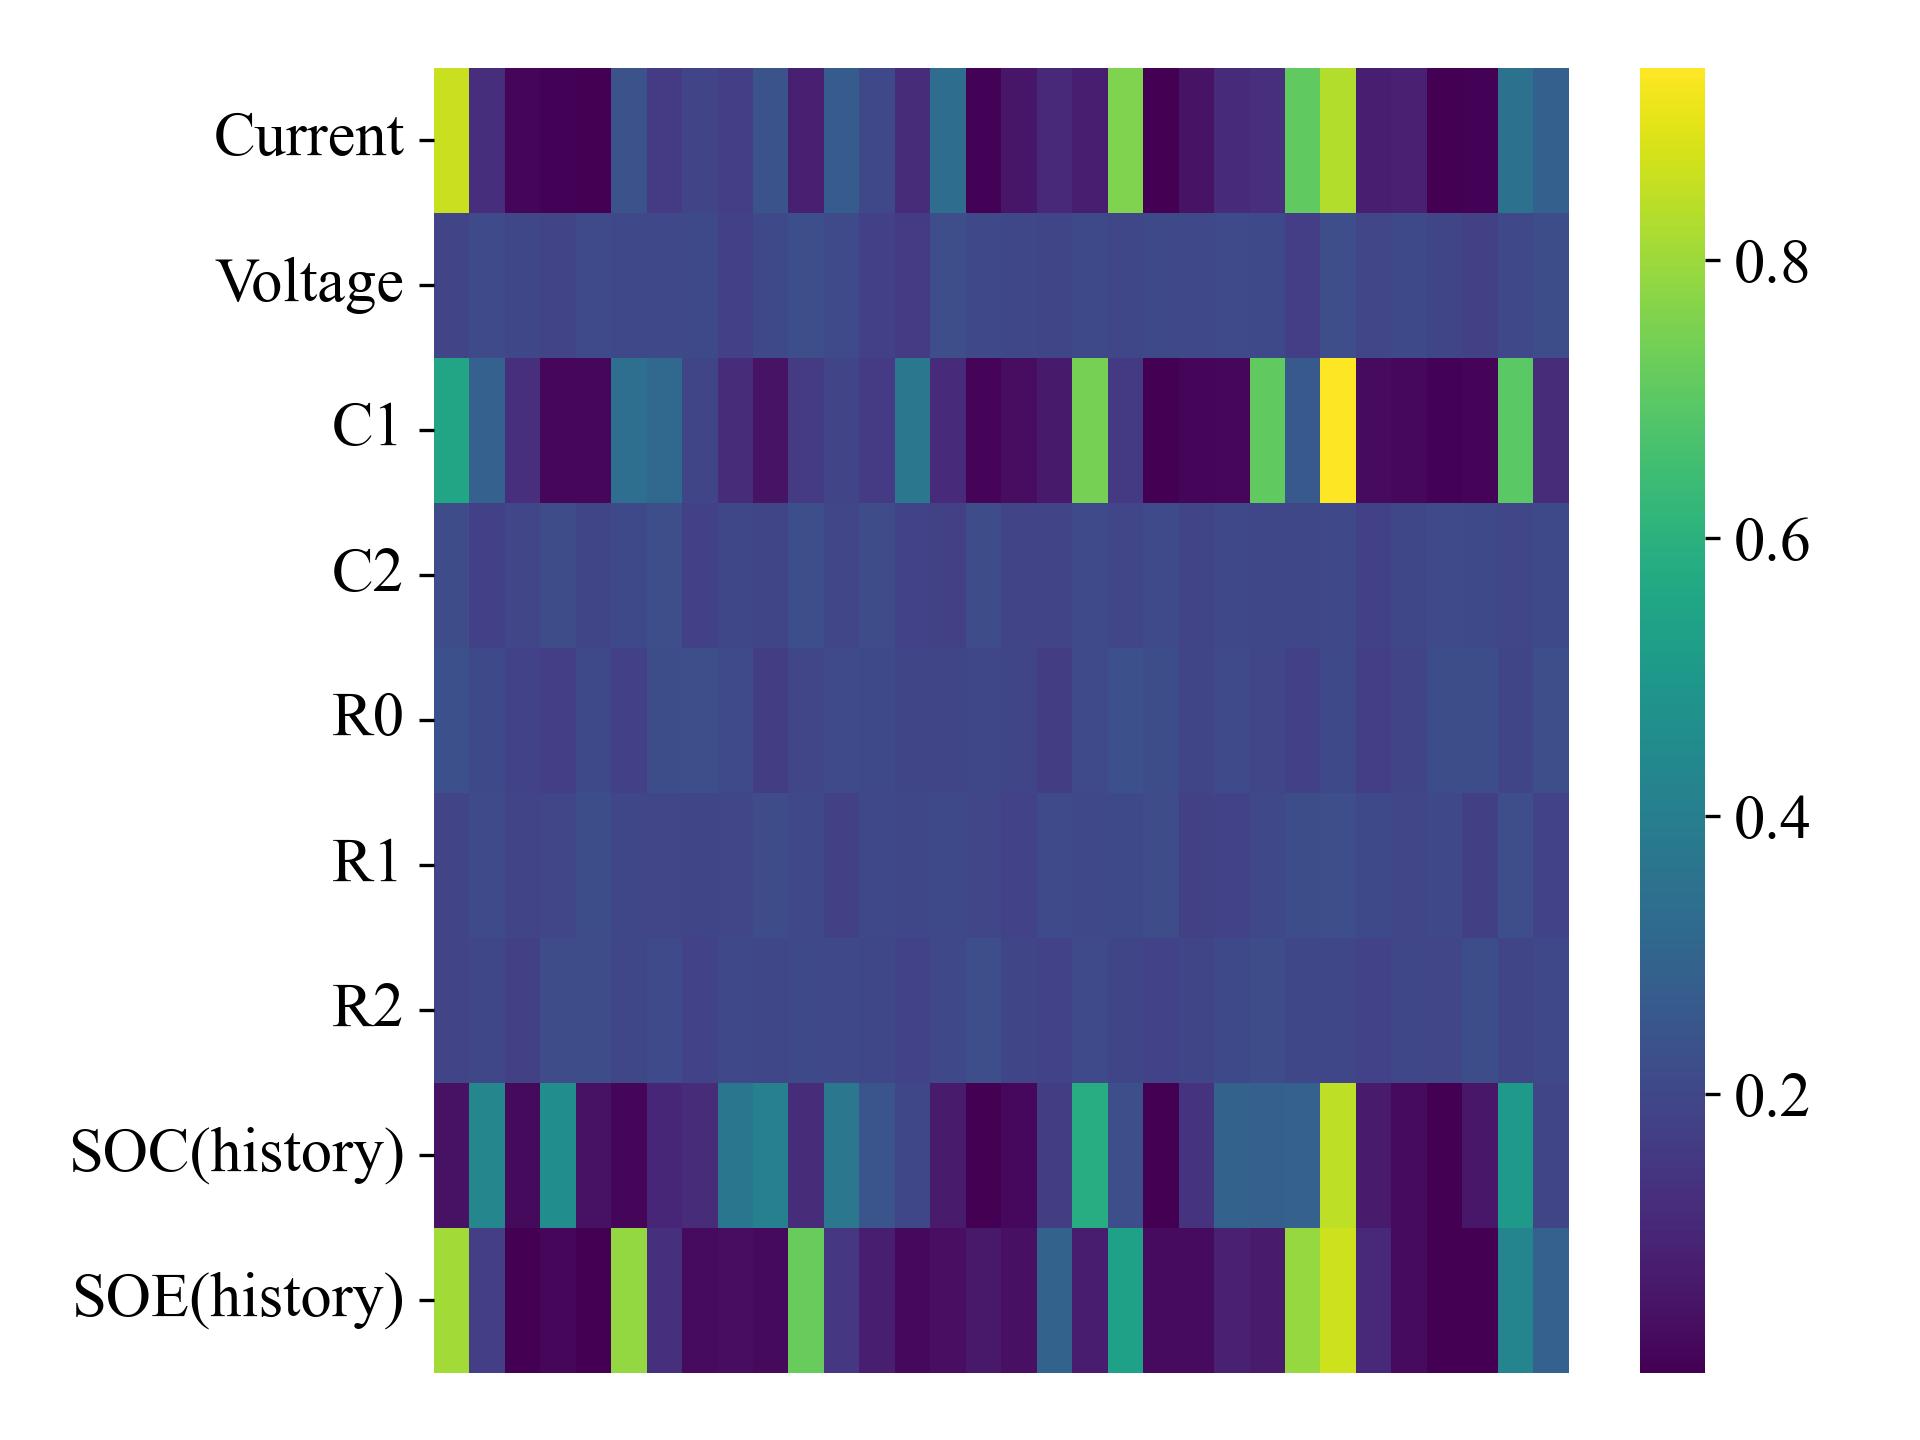 Current
Voltage
C1
C2
R0
R1
R2
SOC(history)
SOE(history)
0.8
0.6
0.4
0.2